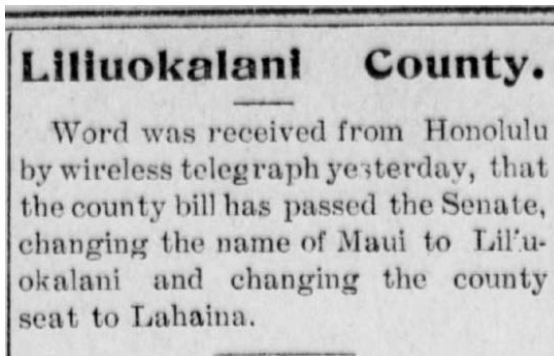 Liliuokalani County.
Word was received from Honolulu
by wireless telegraph yesterday, that
the county bill has passed the Senate,
changing the name of Maui to Lil'u-
okalani and changing the county
seat to Lahaina.